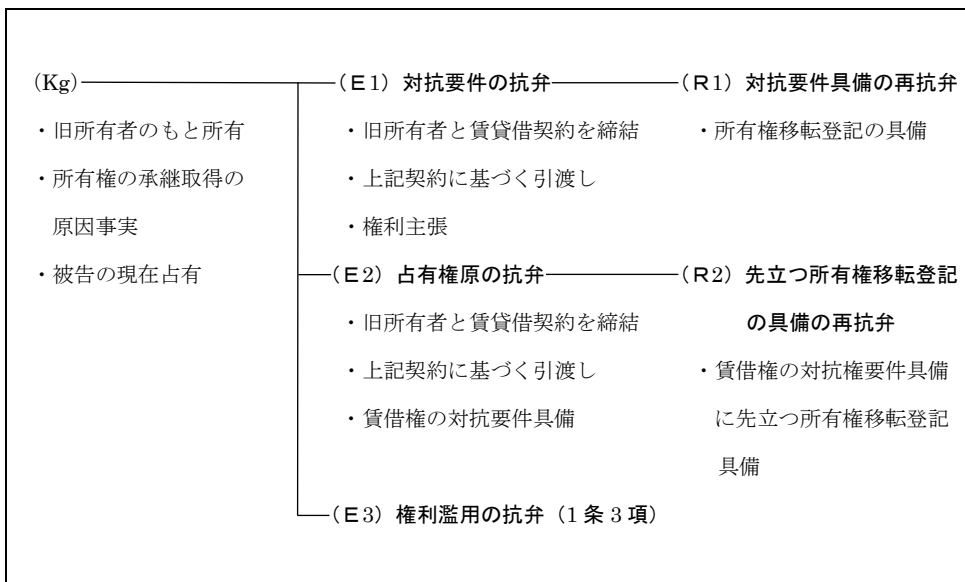 (Kg) (E1) 対抗要件の抗弁 (R1) 対抗要件具備の再抗弁
・旧所有者のもと所有 ・旧所有者と賃貸借契約を締結 ・所有権移転登記の具備
・所有権の承継取得の ・上記契約に基づく引渡し
原因事実 ・権利主張
・被告の現在占有 (E2) 占有権原の抗弁 (R2) 先立つ所有権移転登記
・旧所有者と賃貸借契約を締結 の具備の再抗弁
・上記契約に基づく引渡し ・賃借権の対抗権要件具備
・賃借権の対抗要件具備 に先立つ所有権移転登記
具備
(E3) 権利濫用の抗弁(1条3項)